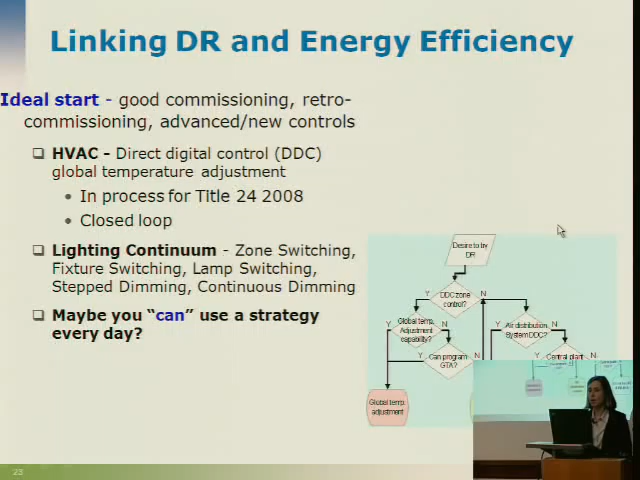 Linking DR and Energy Efficiency
Ideal start - good commissioning, retro-
commissioning, advanced/new controls
HVAC - Direct digital control (DDC)
global temperature adjustment
• In process for Title 24 2008
• Closed loop
Lighting Continuum - Zone Switching,
Fixture Switching, Lamp Switching,
Stepped Dimming, Continuous Dimming
Maybe you “can” use a strategy
every day?
Desire to try
DR
Y
DDC zone
control?
N
Y
Global temp.
Adjustment
capability?
N
Air distribution
System DDC?
Y
N
Can program
GTA?
N
Y
Central plant
N
Global temp.
adjustment
23